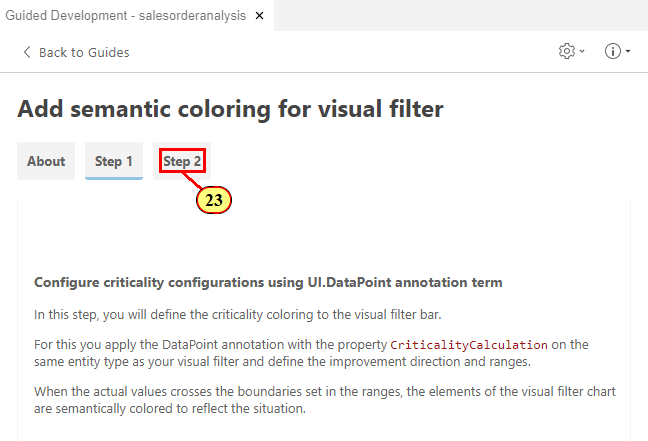 Guided Development - salesorderanalysis ×
Back to Guides
Add semantic coloring for visual filter
About Step 1 Step 2
23
Configure criticality configurations using UI.DataPoint annotation term
In this step, you will define the criticality coloring to the visual filter bar.
For this you apply the DataPoint annotation with the property CriticalityCalculation on the
same entity type as your visual filter and define the improvement direction and ranges.
When the actual values crosses the boundaries set in the ranges, the elements of the visual filter chart
are semantically colored to reflect the situation.